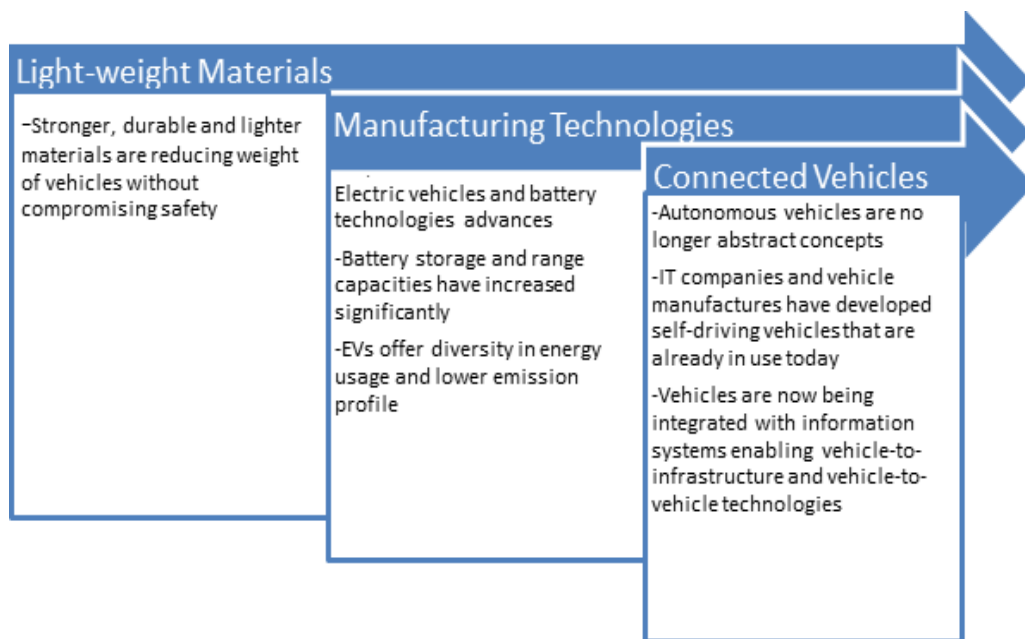 Light-weight Materials
-Stronger, durable and lighter
materials are reducing weight
of vehicles without
compromising safety
Manufacturing Technologies
.
Electric vehicles and battery
technologies advances
-Battery storage and range
capacities have increased
significantly
-EVs offer diversity in energy
usage and lower emission
profile
Connected Vehicles
-Autonomous vehicles are no
longer abstract concepts
-IT companies and vehicle
manufactures have developed
self-driving vehicles that are
already in use today
-Vehicles are now being
integrated with information
systems enabling vehicle-to-
infrastructure and vehicle-to-
vehicle technologies